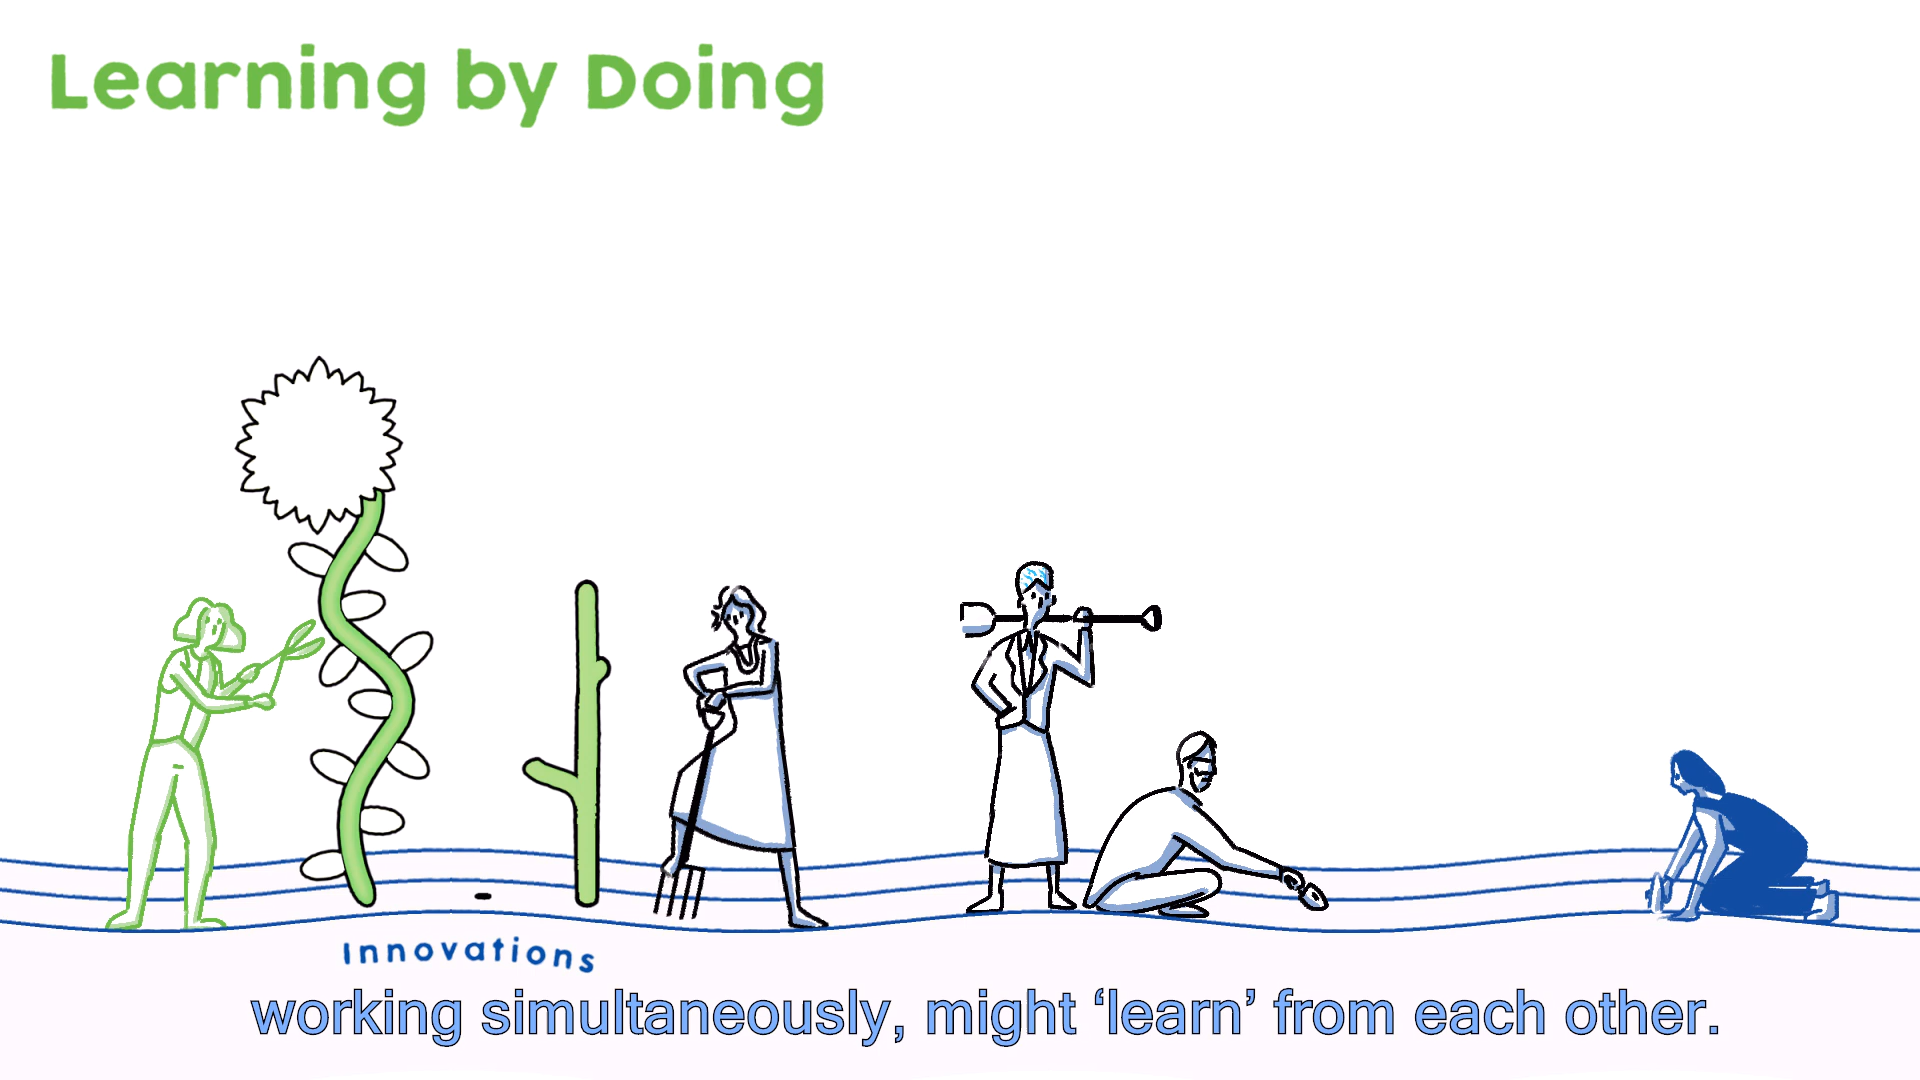 Learning by Doing
Innovations
working simultaneously, might ‘learn’ from each other.